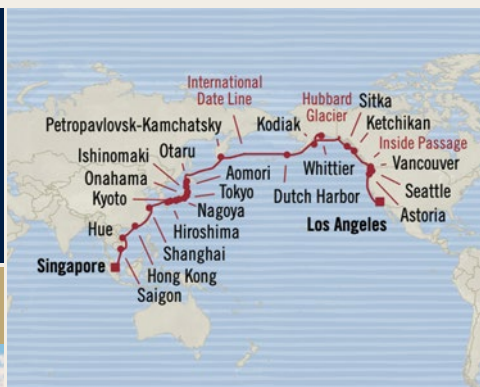 International
Date Line
Hubbard
Glacier
Sitka
Ketchikan
Petropavlovsk-Kamchatsky
Kodiak
Inside Passage
Ishinomaki
Otaru
Whittier
Vancouver
Onahama
Aomori
Dutch Harbor
Seattle
Kyoto
Tokyo
Astoria
Nagoya
Los Angeles
Hue
Hiroshima
Shanghai
Singapore
Hong Kong
Saigon